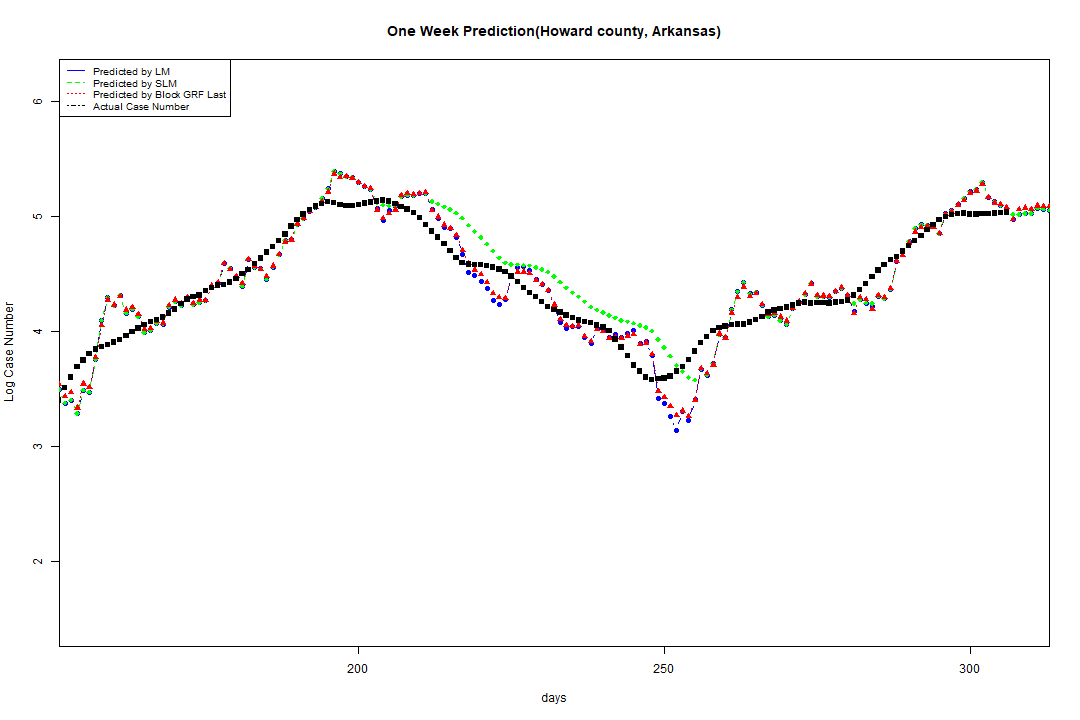 One Week Prediction(Howard county, Arkansas)
Predicted by LM
Predicted by SLM
Predicted by Block GRF Last
Actual Case Number
6
5
4
3
2
Log Case Number
200
250
300
days